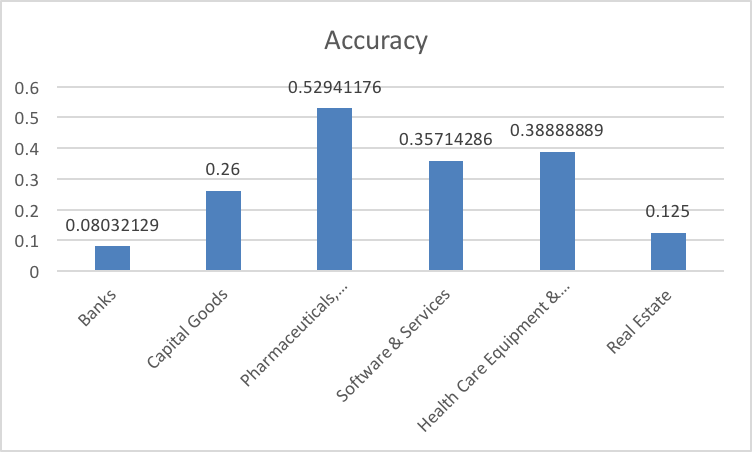 Accuracy
0.6
0.5
0.4
0.3
0.2
0.1
0
0.08032129
0.26
0.52941176
0.35714286
0.38888889
0.125
Banks
Capital Goods
Pharmaceuticals,...
Software & Services
Health Care Equipment &...
Real Estate